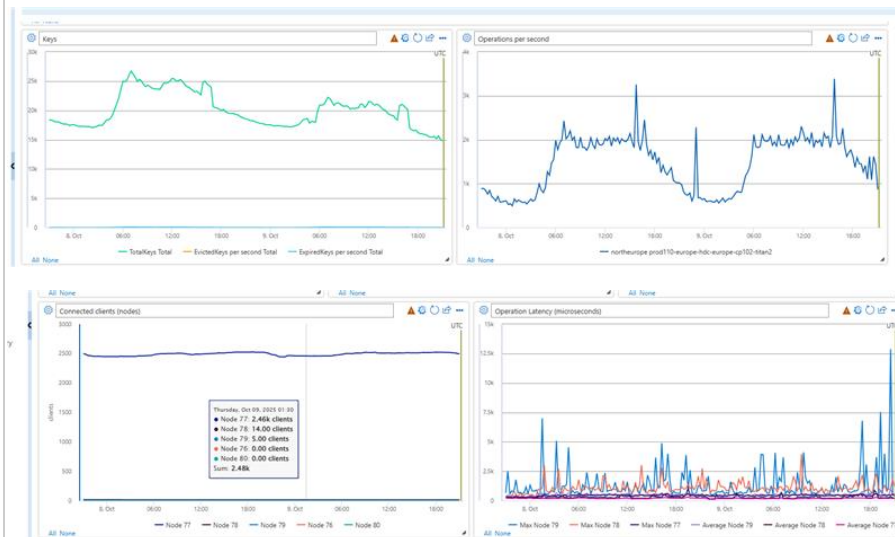 Keys
UTC
30k
25k
20k
15k
10k
5k
0
8. Oct 06:00 12:00 18:00 9. Oct 06:00 12:00 18:00
TotalKeys Total EvictedKeys per second Total ExpiredKeys per second Total
All None
Operations per second
UTC
4k
3k
2k
1k
0
8. Oct 06:00 12:00 18:00 9. Oct 06:00 12:00 18:00
northeurope prod110-europe-hdc-europe-cp102-titan2
All None
All None
All None
All None
Connected clients (nodes)
UTC
3000
2500
2000
1500
1000
500
0
clients
Thursday, Oct 09, 2025 01:30
Node 77: 2.46k clients
Node 78: 14.00 clients
Node 79: 5.00 clients
Node 76: 0.00 clients
Node 80: 0.00 clients
Sum: 2.48k
8. Oct 06:00 12:00 18:00 9. Oct 06:00 12:00 18:00
Node 77 Node 78 Node 79 Node 76 Node 80
All None
Operation Latency (microseconds)
15k
12.5k
10k
7.5k
5k
2.5k
0
8. Oct 06:00 12:00 18:00 9. Oct 06:00 12:00 18:00
Max Node 79 Max Node 78 Max Node 77 Average Node 79 Average Node 78 Average Node
All None